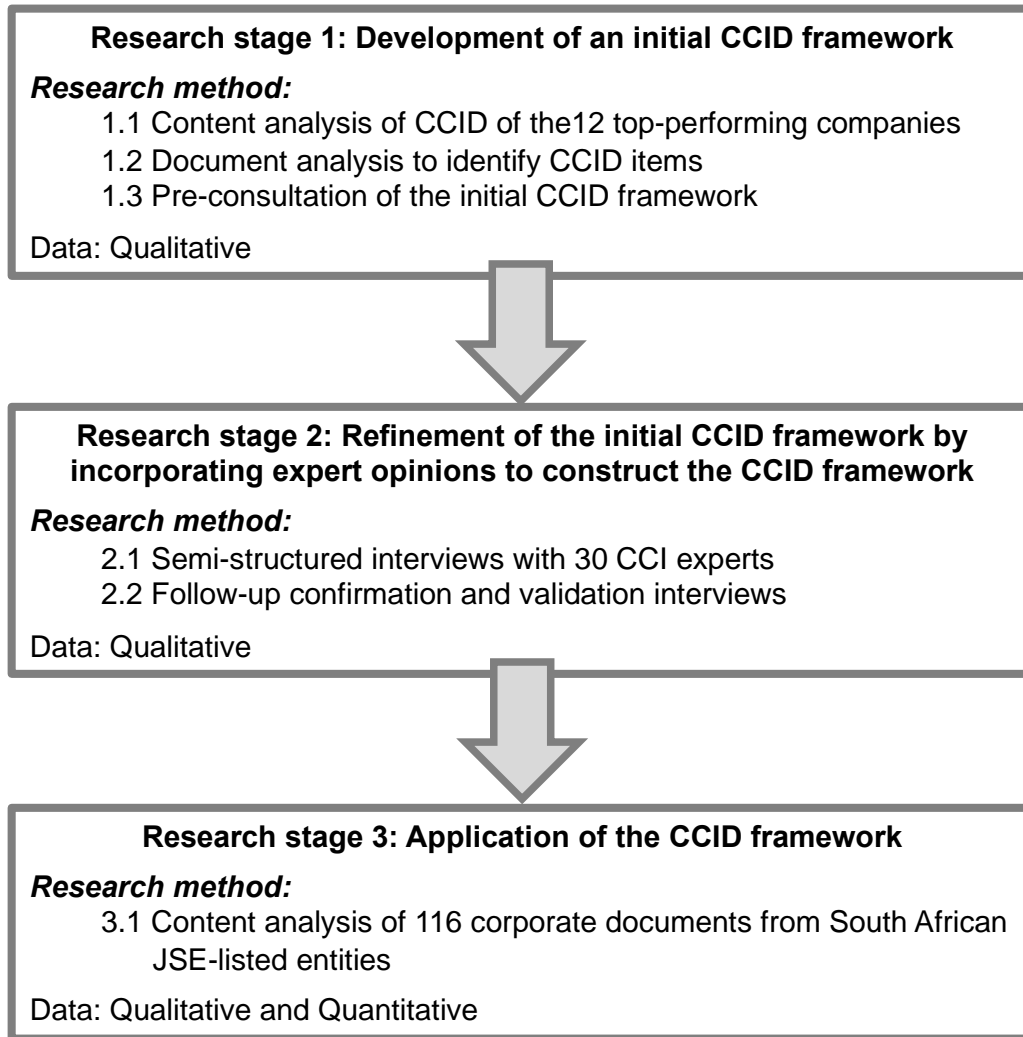 Research stage 1: Development of an initial CCID framework
Research method:
1.1 Content analysis of CCID of the12 top-performing companies
1.2 Document analysis to identify CCID items
1.3 Pre-consultation of the initial CCID framework
Data: Qualitative
Research stage 2: Refinement of the initial CCID framework by
incorporating expert opinions to construct the CCID framework
Research method:
2.1 Semi-structured interviews with 30 CCI experts
2.2 Follow-up confirmation and validation interviews
Data: Qualitative
Research stage 3: Application of the CCID framework
Research method:
3.1 Content analysis of 116 corporate documents from South African
JSE-listed entities
Data: Qualitative and Quantitative